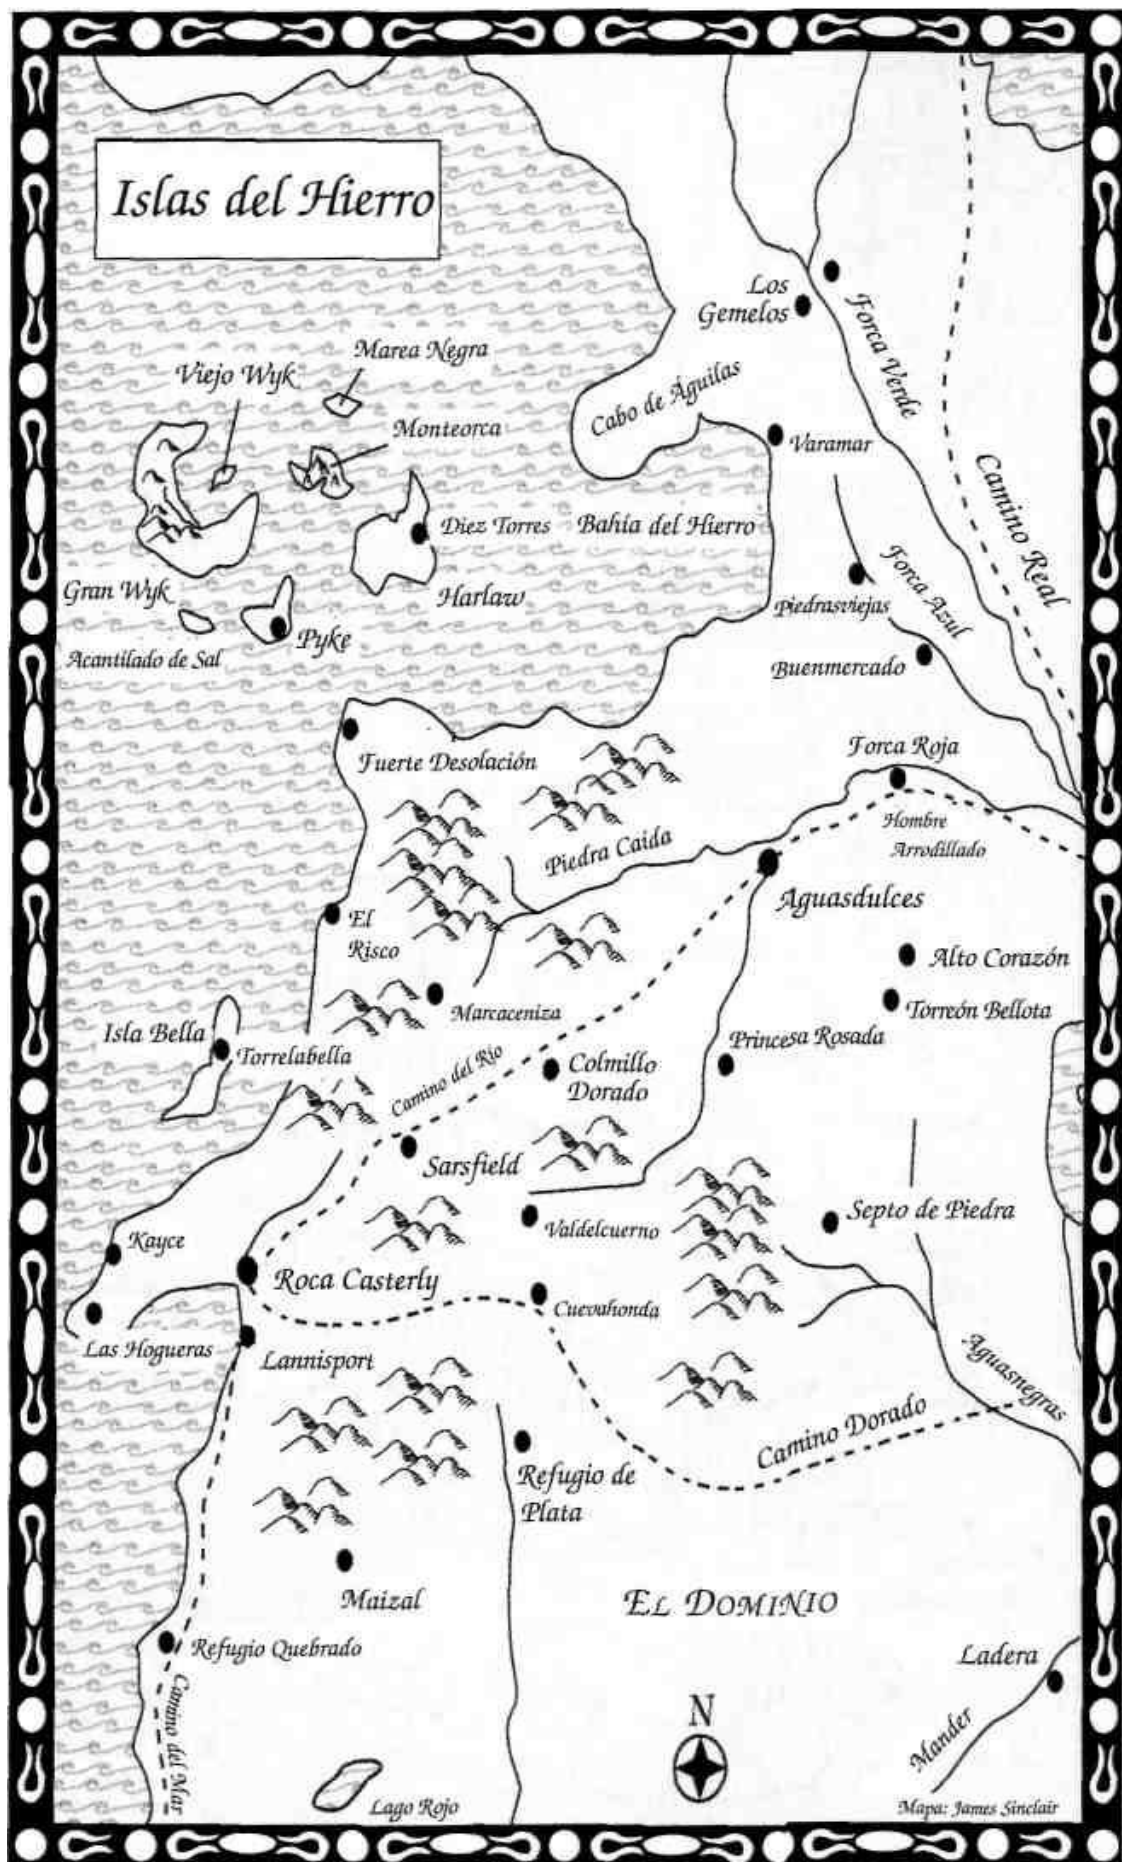 Islas del Hierro
Los
Gemelos
Forca Verde
Marea Negra
Viejo Wyk
Cabo de Águilas
Monteorca
Varamar
Camino Real
Diez Torres
Bahía del Hierro
Gran Wyk
Harlaw
Forca Azul
Piedrasviejas
Pyke
Acantilado de Sal
Buenmercado
Fuerte Desolación
Forca Roja
Hombre
Arrodillado
Piedra Caida
Aguasdulces
El
Risco
Alto Corazón
Marcaceniza
Torreón Bellota
Isla Bella
Torrelabella
Princesa Rosada
Camino del Río
Colmillo
Dorado
Sarsfield
Septo de Piedra
Valdelcuerno
Kayce
Roca Casterly
Cuevahonda
Las Hogueras
Lannisport
Aguasnegras
Camino Dorado
Refugio de
Plata
Maizal
EL DOMINIO
Refugio Quebrado
Ladera
Camino del Mar
N
Mander
Lago Rojo
Mapa: James Sinclair